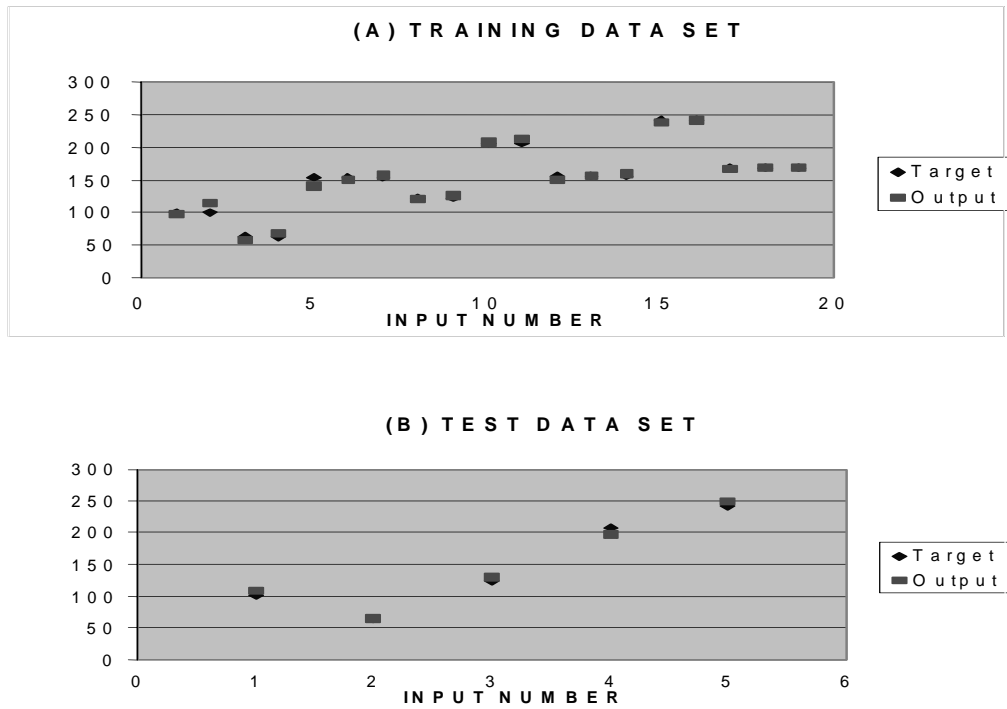 (A) TRAINING DATA SET
300
250
200
150
100
50
0
0 5 10 15 20
INPUT NUMBER
Target
Output
(B) TEST DATA SET
300
250
200
150
100
50
0
0 1 2 3 4 5 6
INPUT NUMBER
Target
Output